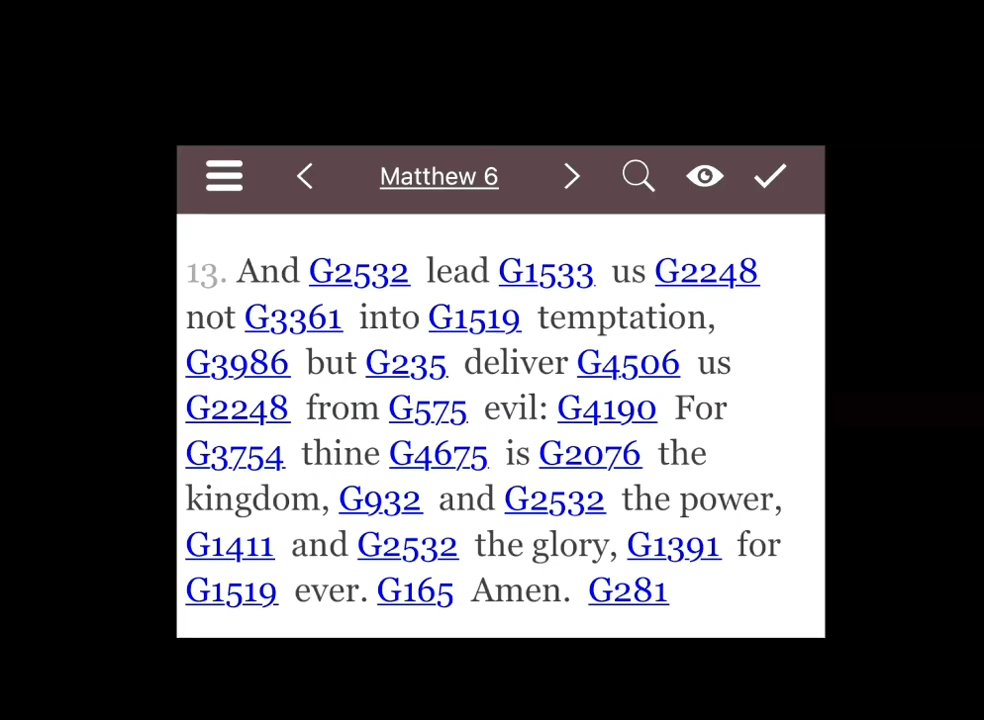 Matthew 6
13. And G2532 lead G1533 us G2248
not G3361 into G1519 temptation,
G3986 but G235 deliver G4506 us
G2248 from G575 evil: G4190 For
G3754 thine G4675 is G2076 the
kingdom, G932 and G2532 the power,
G1411 and G2532 the glory, G1391 for
G1519 ever. G165 Amen. G281